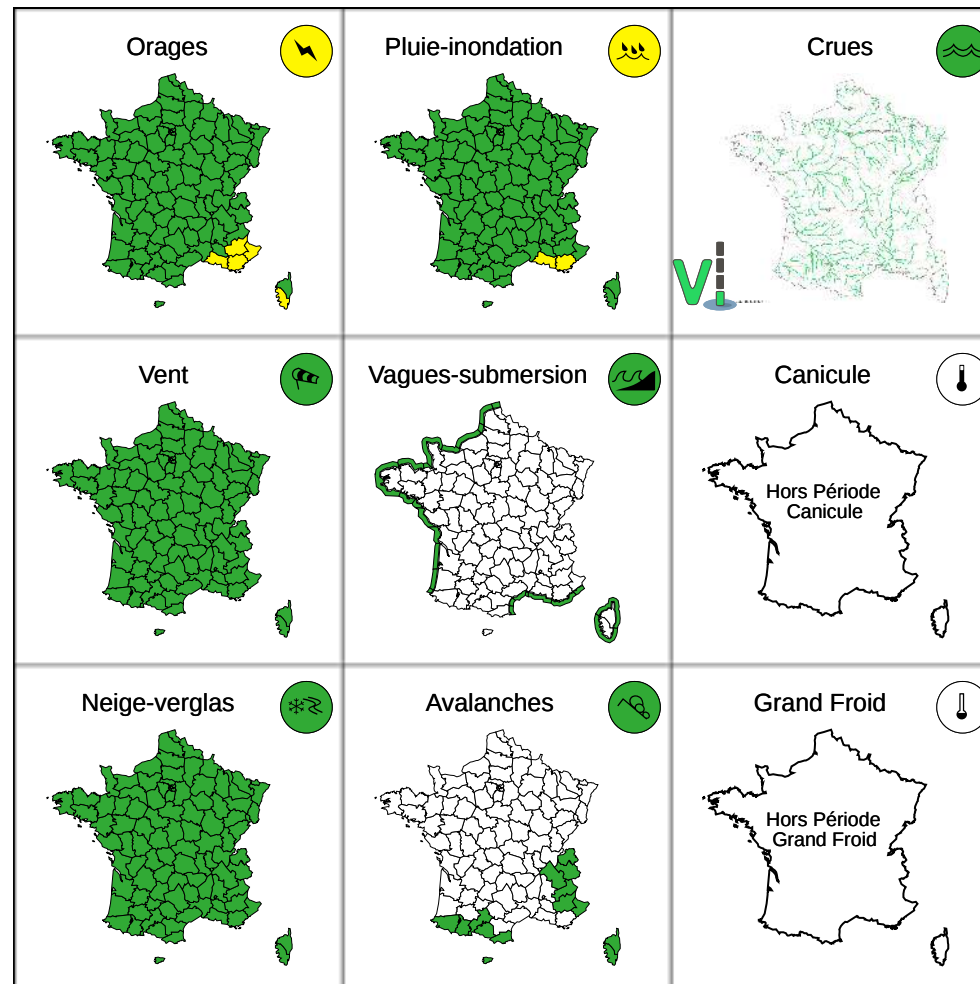 Orages
Pluie-inondation
Crues
Vi
Vent
Vagues-submersion
Canicule
Hors Période
Canicule
Neige-verglas
Avalanches
Grand Froid
Hors Période
Grand Froid